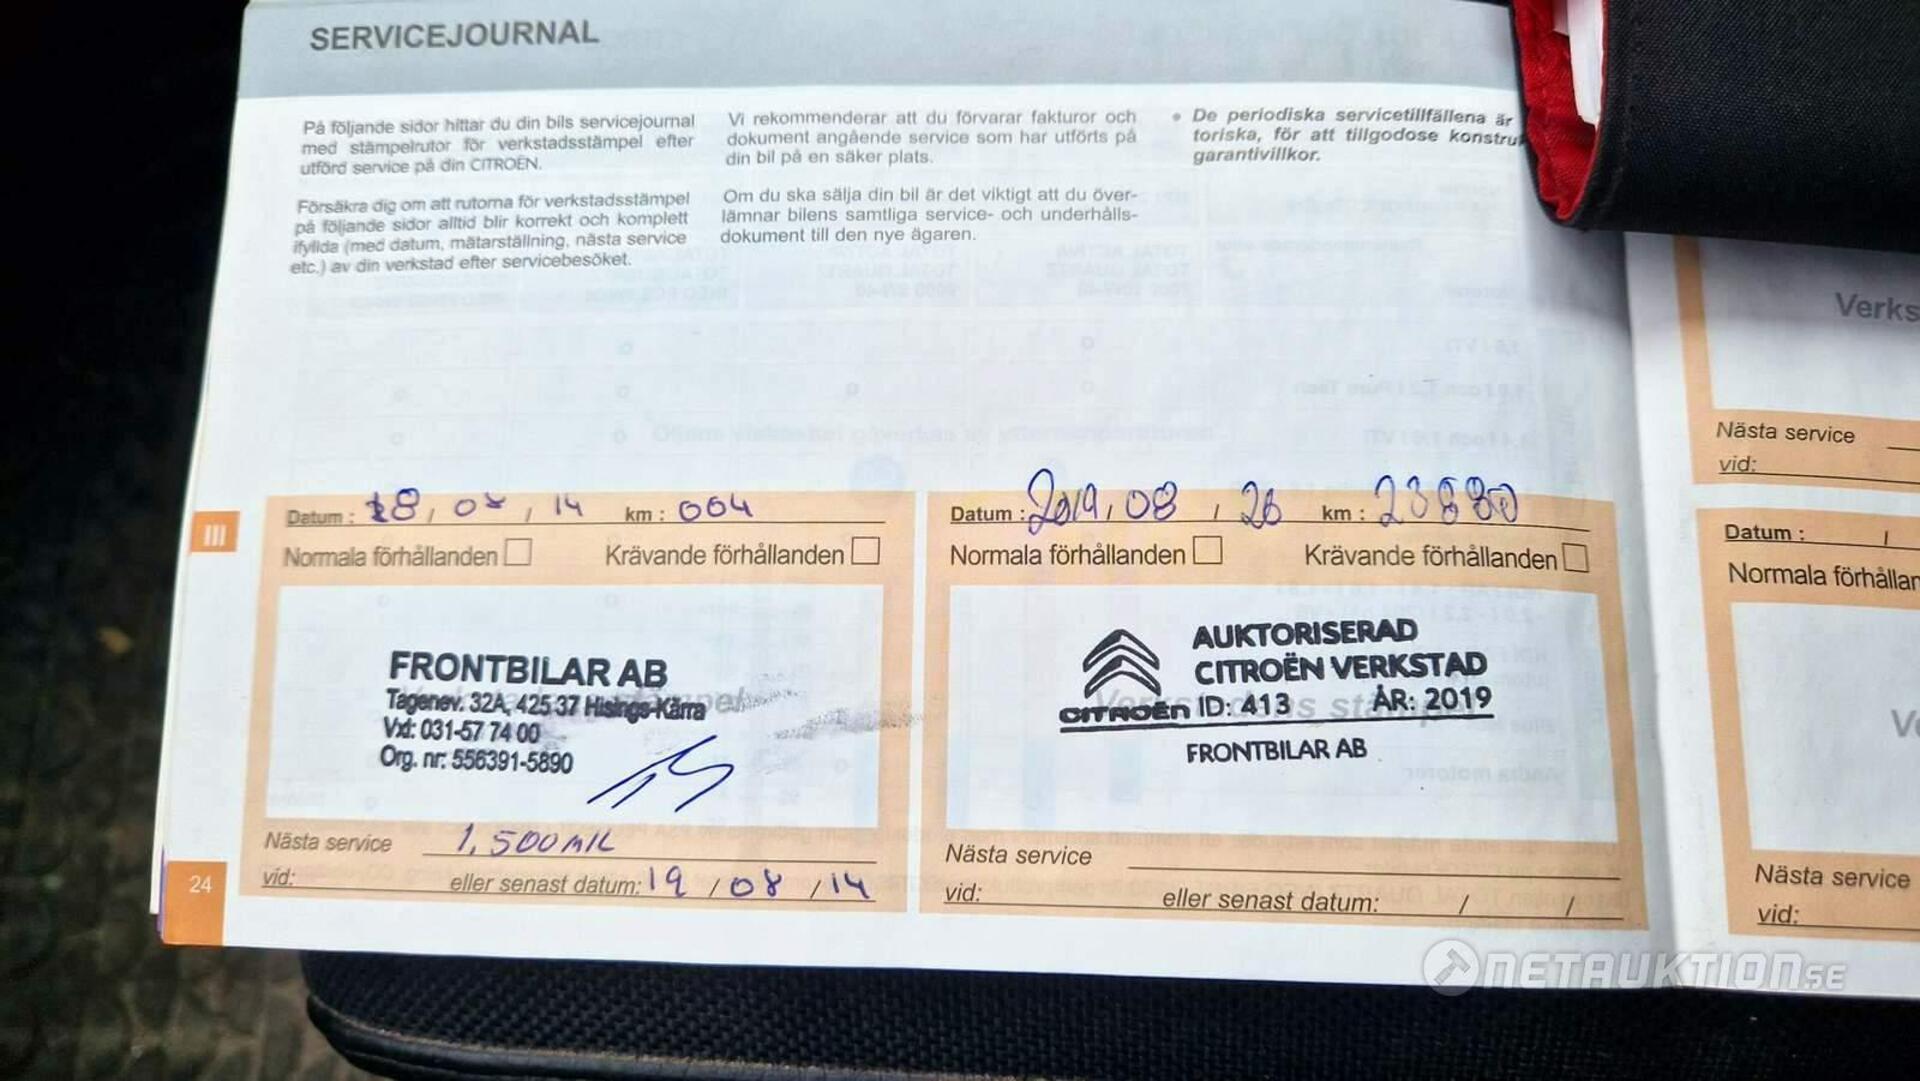 SERVICEJOURNAL
På följande sidor hittar du din bils servicejournal
med stämpelrutor för verkstadsstämpel efter
utförd service på din CITROËN.
Försäkra dig om att rutorna för verkstadsstämpel
på följande sidor alltid blir korrekt och komplett
ifyllda (med datum, mätarställning, nästa service
etc.) av din verkstad efter servicebesöket.
Vi rekommenderar att du förvarar fakturor och
dokument angående service som har utförts på
din bil på en säker plats.
Om du ska sälja din bil är det viktigt att du över-
lämnar bilens samtliga service- och underhålls-
dokument till den nye ägaren.
• De periodiska servicetillfällena är
toriska, för att tillgodose konstru
garantivillkor.
III
Datum : 18 / 08 / 14 km : 004
Normala förhållanden Krävande förhållanden
FRONTBILAR AB
Tagenev. 32A, 425 37 Hisings-Kärra
Vxl: 031-57 74 00
Org. nr: 556391-5890
Nästa service 1.500 MIL
vid: eller senast datum: 19 / 08 / 14
24
Datum : 2019 / 08 / 26 km :
Normala förhållanden Krävande förhållanden
Verkstadens stämpel
AUKTORISERAD
CITROËN VERKSTAD
CITROËN ID: 413 ÅR: 2019
FRONTBILAR AB
Nästa service
vid: eller senast datum: / /
Verks
Nästa service
vid:
Datum : /
Normala förhållan
Ve
Nästa service
vid:
NETAUKTION.SE